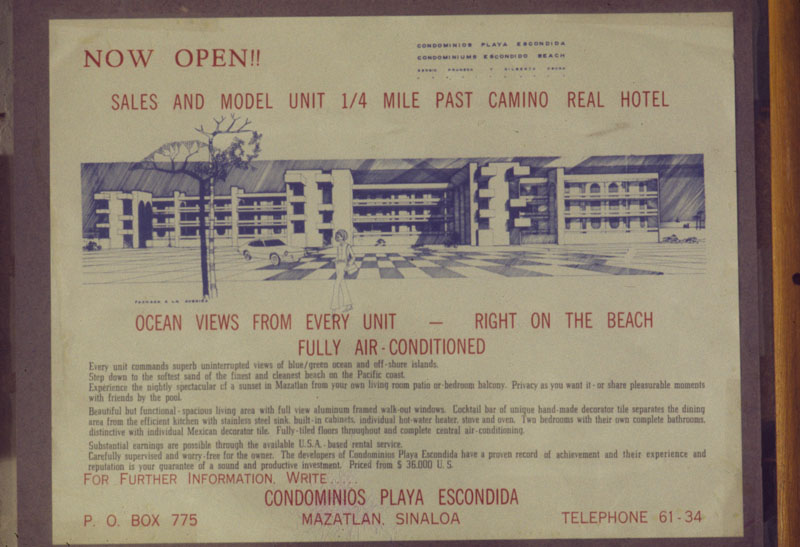 NOW OPEN!!
CONDOMINIOS PLAYA ESCONDIDA
CONDOMINIUMS ESCONDIDO BEACH
SALES AND MODEL UNIT 1/4 MILE PAST CAMINO REAL HOTEL
FACHADA A LA
OCEAN VIEWS FROM EVERY UNIT — RIGHT ON THE BEACH
FULLY AIR-CONDITIONED
Every unit commands superb uninterrupted views of blue/green ocean and off-shore islands.
Step down to the softest sand of the finest and cleanest beach on the Pacific coast.
Experience the nightly spectacular of a sunset in Mazatlan from your own living room patio or bedroom balcony. Privacy as you want it-or share pleasurable moments
with friends by the pool.
Beautiful but functional-spacious living area with full view aluminum framed walk-out windows. Cocktail bar of unique hand-made decorator tile separates the dining
area from the efficient kitchen with stainless steel sink, built-in cabinets, individual hot-water heater, stove and oven. Two bedrooms with their own complete bathrooms,
distinctive with individual Mexican decorator tile. Fully-tiled floors throughout and complete central air-conditioning.
Substantial earnings are possible through the available U.S.A.-based rental service.
Carefully supervised and worry-free for the owner. The developers of Condominios Playa Escondida have a proven record of achievement and their experience and
reputation is your guarantee of a sound and productive investment. Priced from $ 36,000 U. S.
FOR FURTHER INFORMATION, WRITE.....
CONDOMINIOS PLAYA ESCONDIDA
P. O. BOX 775 MAZATLAN, SINALOA TELEPHONE 61-34